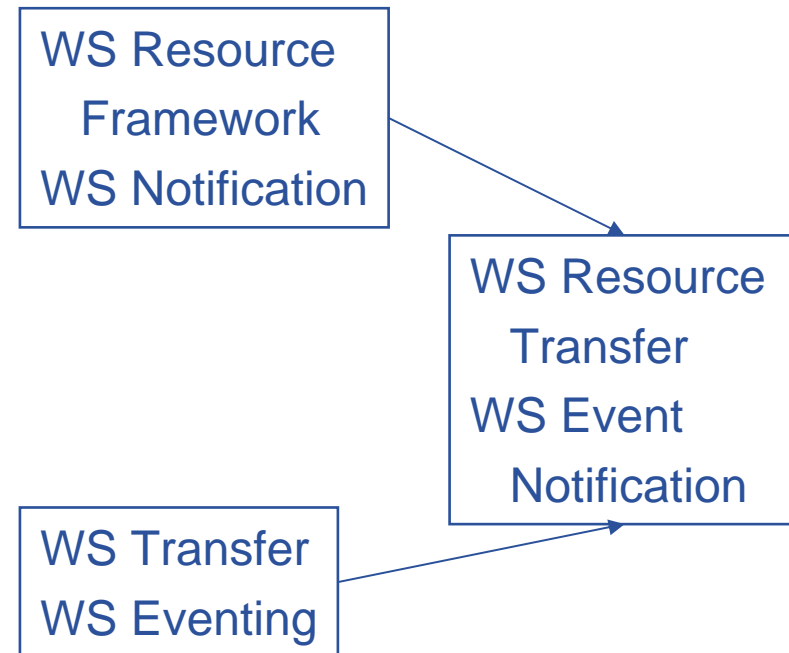 WS Resource
Framework
WS Notification
WS Resource
Transfer
WS Event
Notification
WS Transfer
WS Eventing